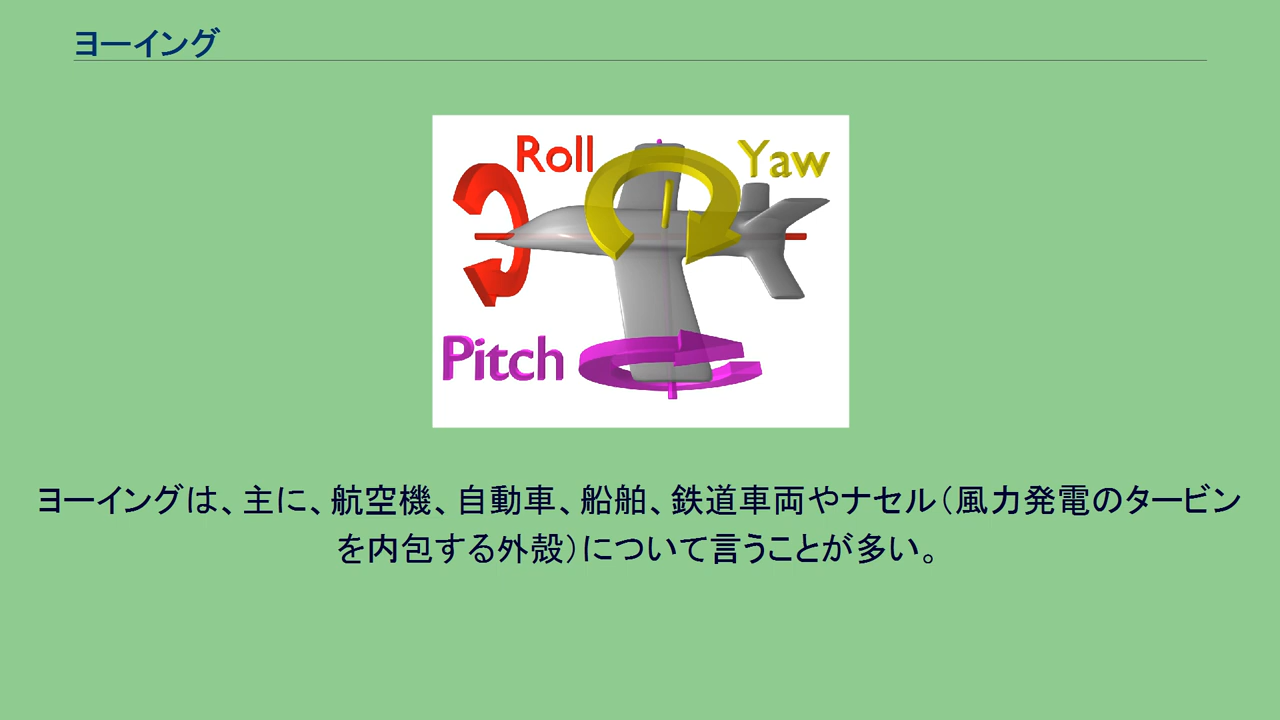 ヨーイング
Roll
Yaw
Pitch
ヨーイングは、主に、航空機、自動車、船舶、鉄道車両やナセル（風力発電のタービン
を内包する外殻）について言うことが多い。